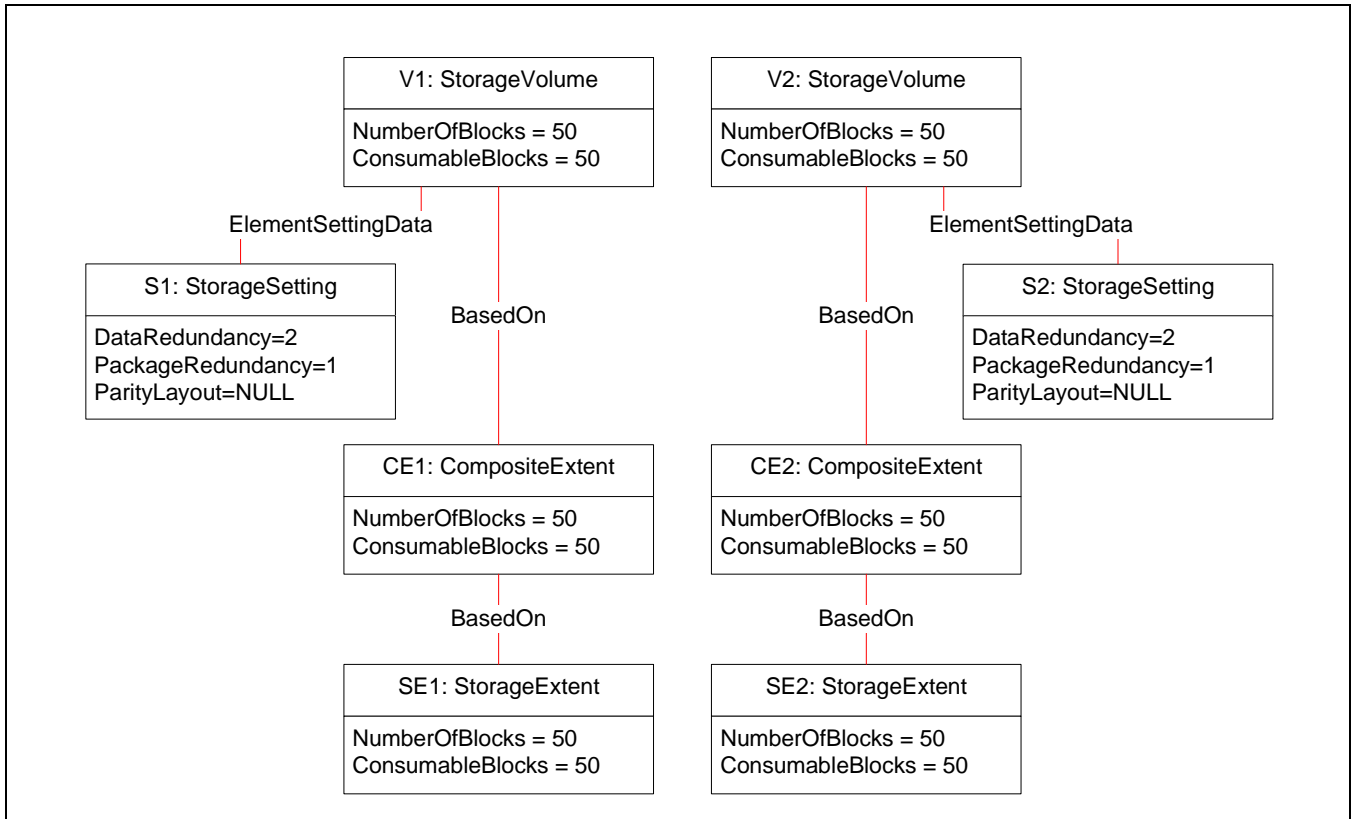 V1: StorageVolume
NumberOfBlocks = 50
ConsumableBlocks = 50
V2: StorageVolume
NumberOfBlocks = 50
ConsumableBlocks = 50
ElementSettingData
ElementSettingData
S1: StorageSetting
DataRedundancy=2
PackageRedundancy=1
ParityLayout=NULL
BasedOn
BasedOn
S2: StorageSetting
DataRedundancy=2
PackageRedundancy=1
ParityLayout=NULL
CE1: CompositeExtent
NumberOfBlocks = 50
ConsumableBlocks = 50
CE2: CompositeExtent
NumberOfBlocks = 50
ConsumableBlocks = 50
BasedOn
BasedOn
SE1: StorageExtent
NumberOfBlocks = 50
ConsumableBlocks = 50
SE2: StorageExtent
NumberOfBlocks = 50
ConsumableBlocks = 50